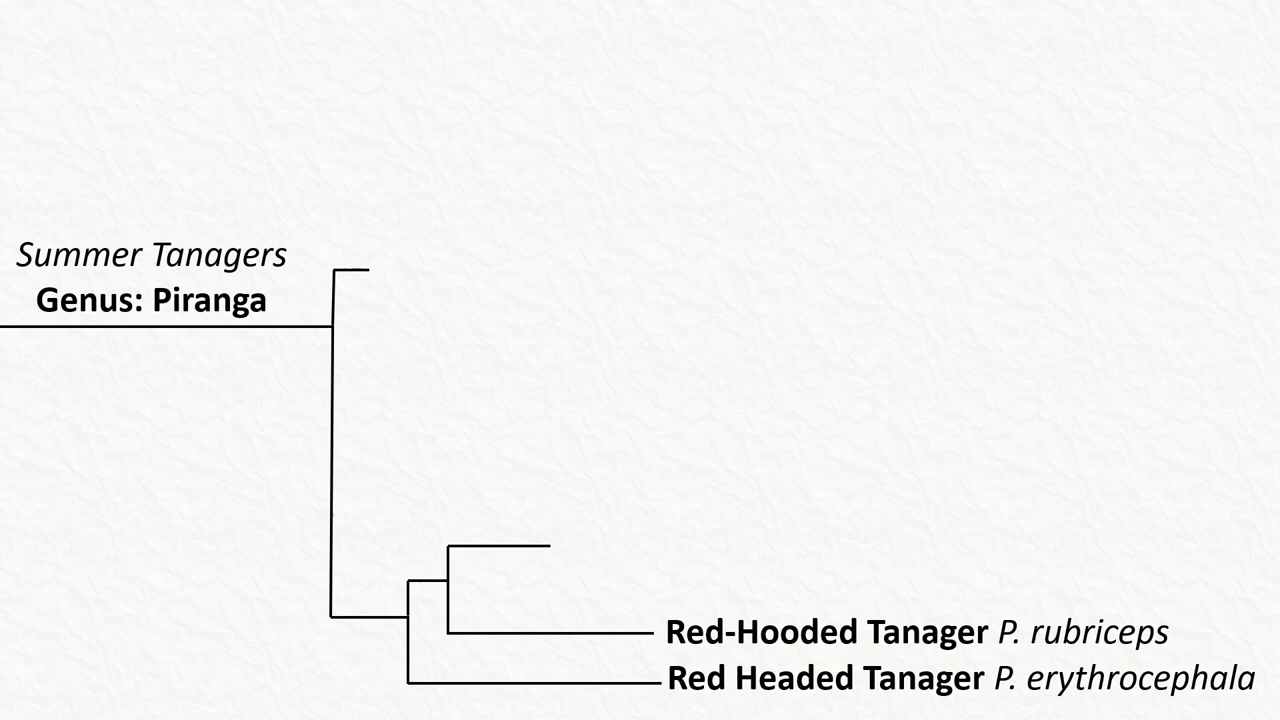 Summer Tanagers
Genus: Piranga
Red-Hooded Tanager P. rubriceps
Red Headed Tanager P. erythrocephala